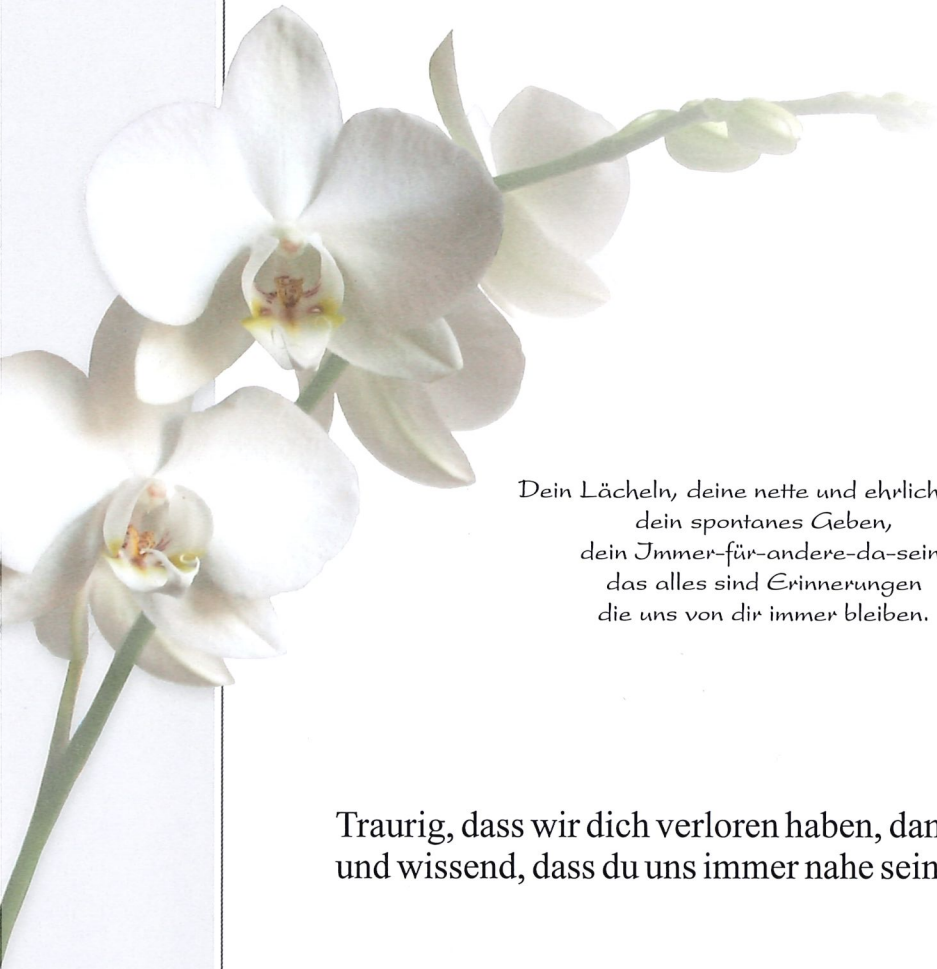 Dein Lächeln, deine nette und ehrlich
dein spontanes Geben,
dein Immer-für-andere-da-sein
das alles sind Erinnerungen
die uns von dir immer bleiben.
Traurig, dass wir dich verloren haben, dan
und wissend, dass du uns immer nahe sein